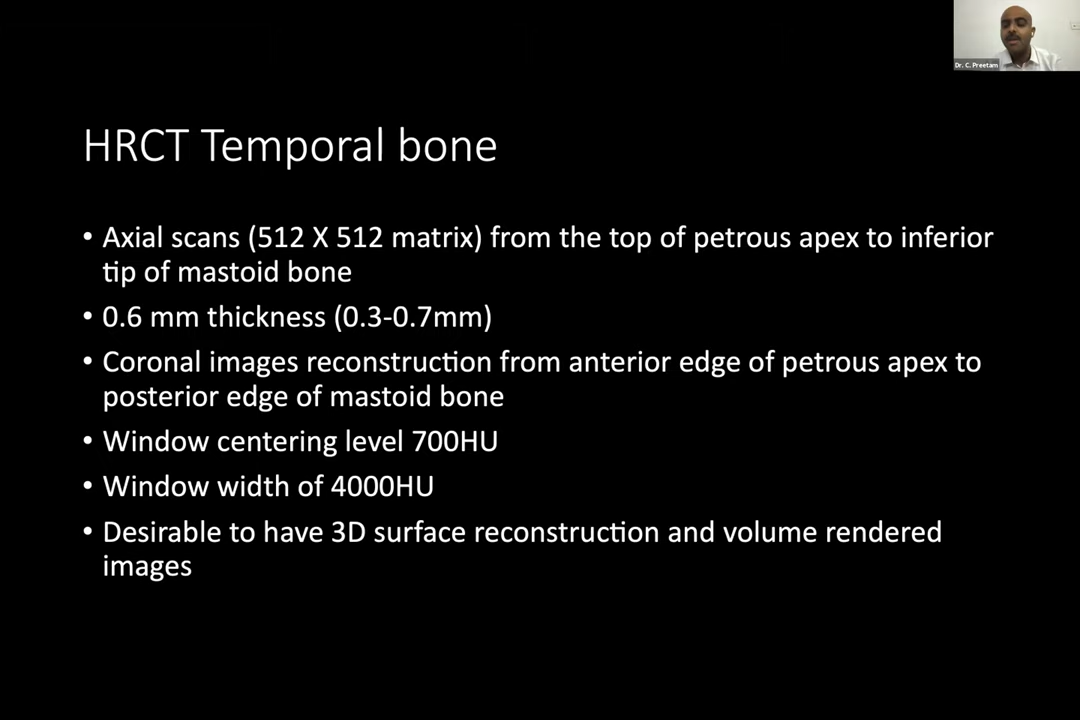 Dr. C. Preetam
HRCT Temporal bone
• Axial scans (512 X 512 matrix) from the top of petrous apex to inferior
tip of mastoid bone
• 0.6 mm thickness (0.3-0.7mm)
• Coronal images reconstruction from anterior edge of petrous apex to
posterior edge of mastoid bone
• Window centering level 700HU
• Window width of 4000HU
• Desirable to have 3D surface reconstruction and volume rendered
images